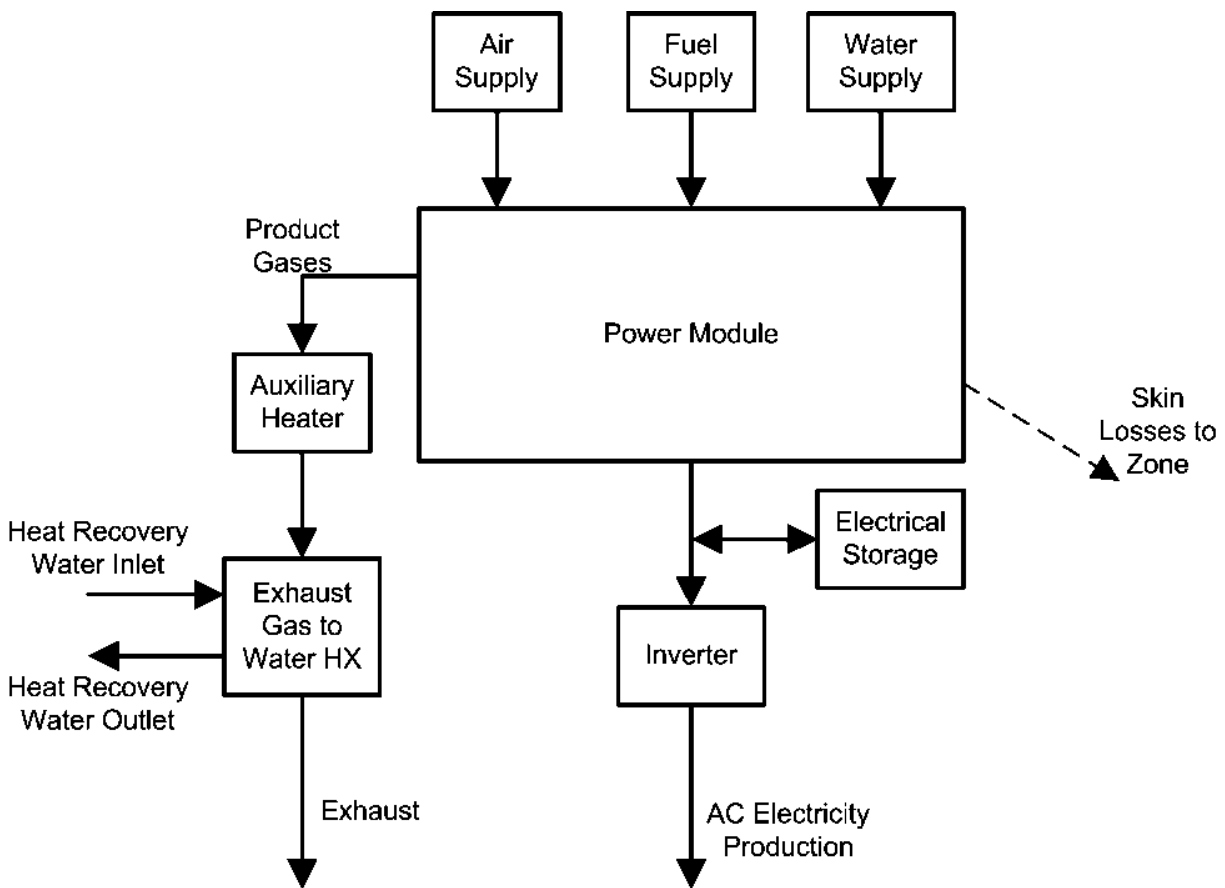 Air
Supply
Fuel
Supply
Water
Supply
Product
Gases
Power Module
Auxiliary
Heater
Skin
Losses to
Zone
Heat Recovery
Water Inlet
Exhaust
Gas to
Water HX
Heat Recovery
Water Outlet
Electrical
Storage
Inverter
Exhaust
AC Electricity
Production